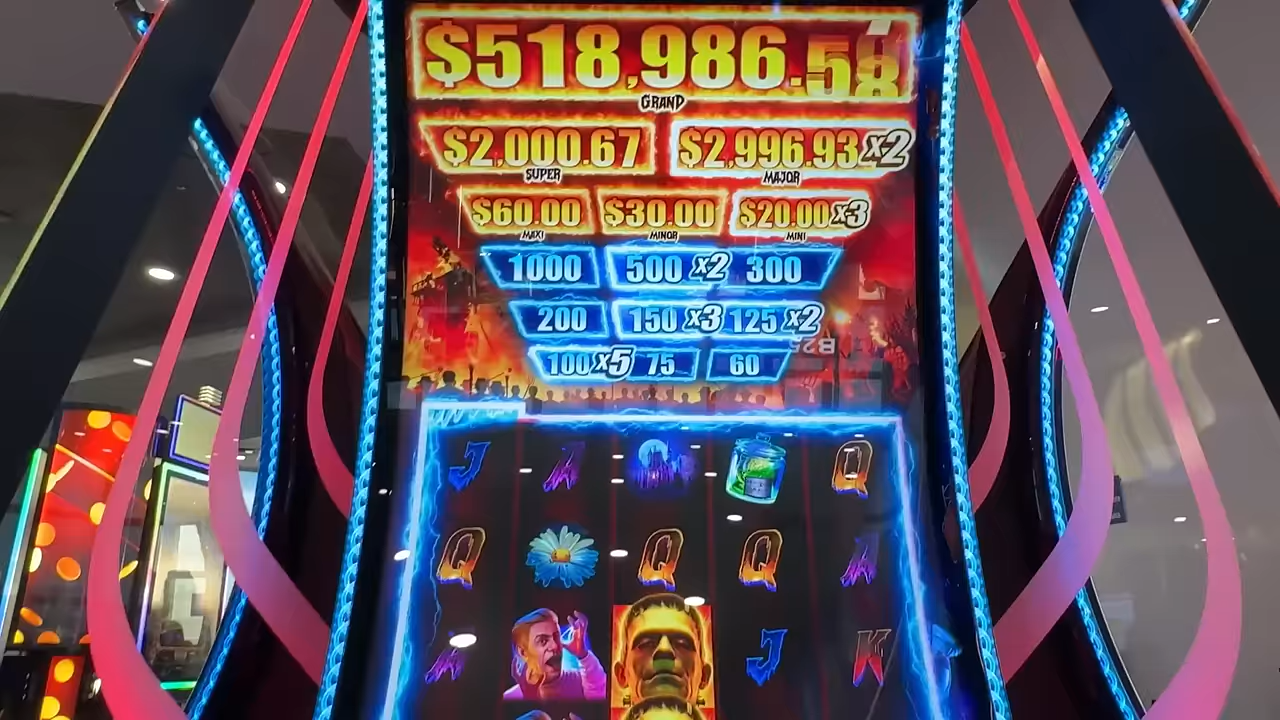 $518,986.58
GRAND
$2,000.67 $2,996.93 x2
SUPER MAJOR
$60.00 $30.00 $20.00 x3
MAXI MINOR MINI
1000 500 x2 300
200 150 x3 125 x2
100 x5 75 60
J A Q
Q Q Q A
A J K